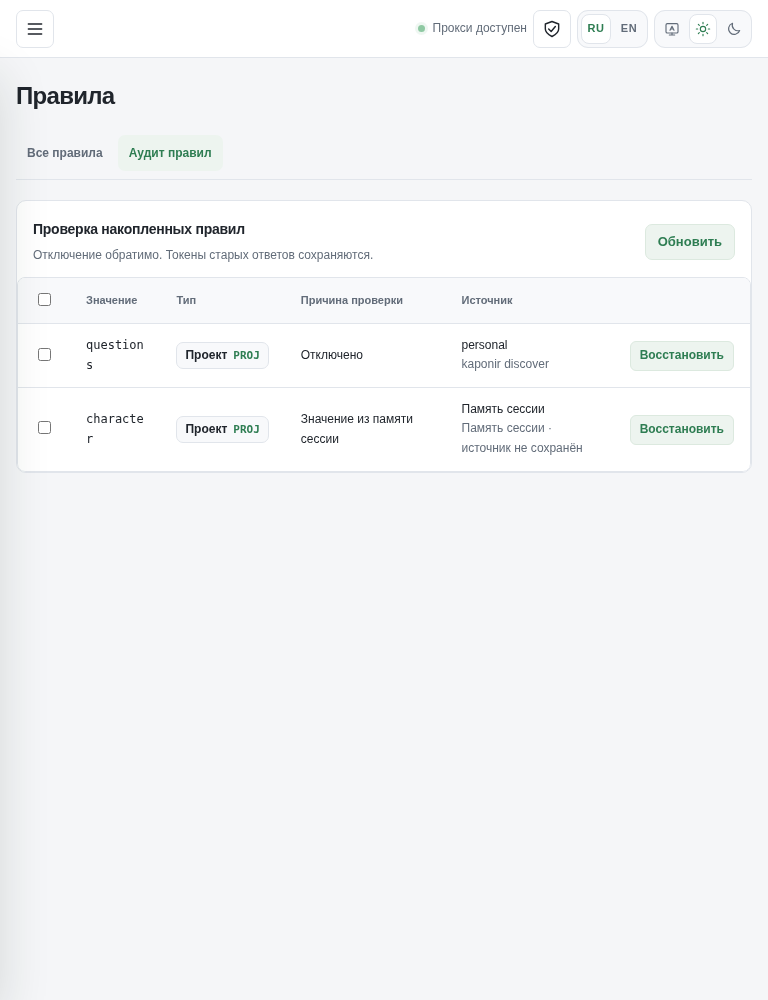 Прокси доступен
RU EN
Правила
Все правила Аудит правил
Проверка накопленных правил
Отключение обратимо. Токены старых ответов сохраняются.
Обновить
Значение Тип Причина проверки Источник
question
s
Проект PROJ
Отключено
personal
kaponir discover
Восстановить
characte
r
Проект PROJ
Значение из памяти
сессии
Память сессии
Память сессии ·
источник не сохранён
Восстановить